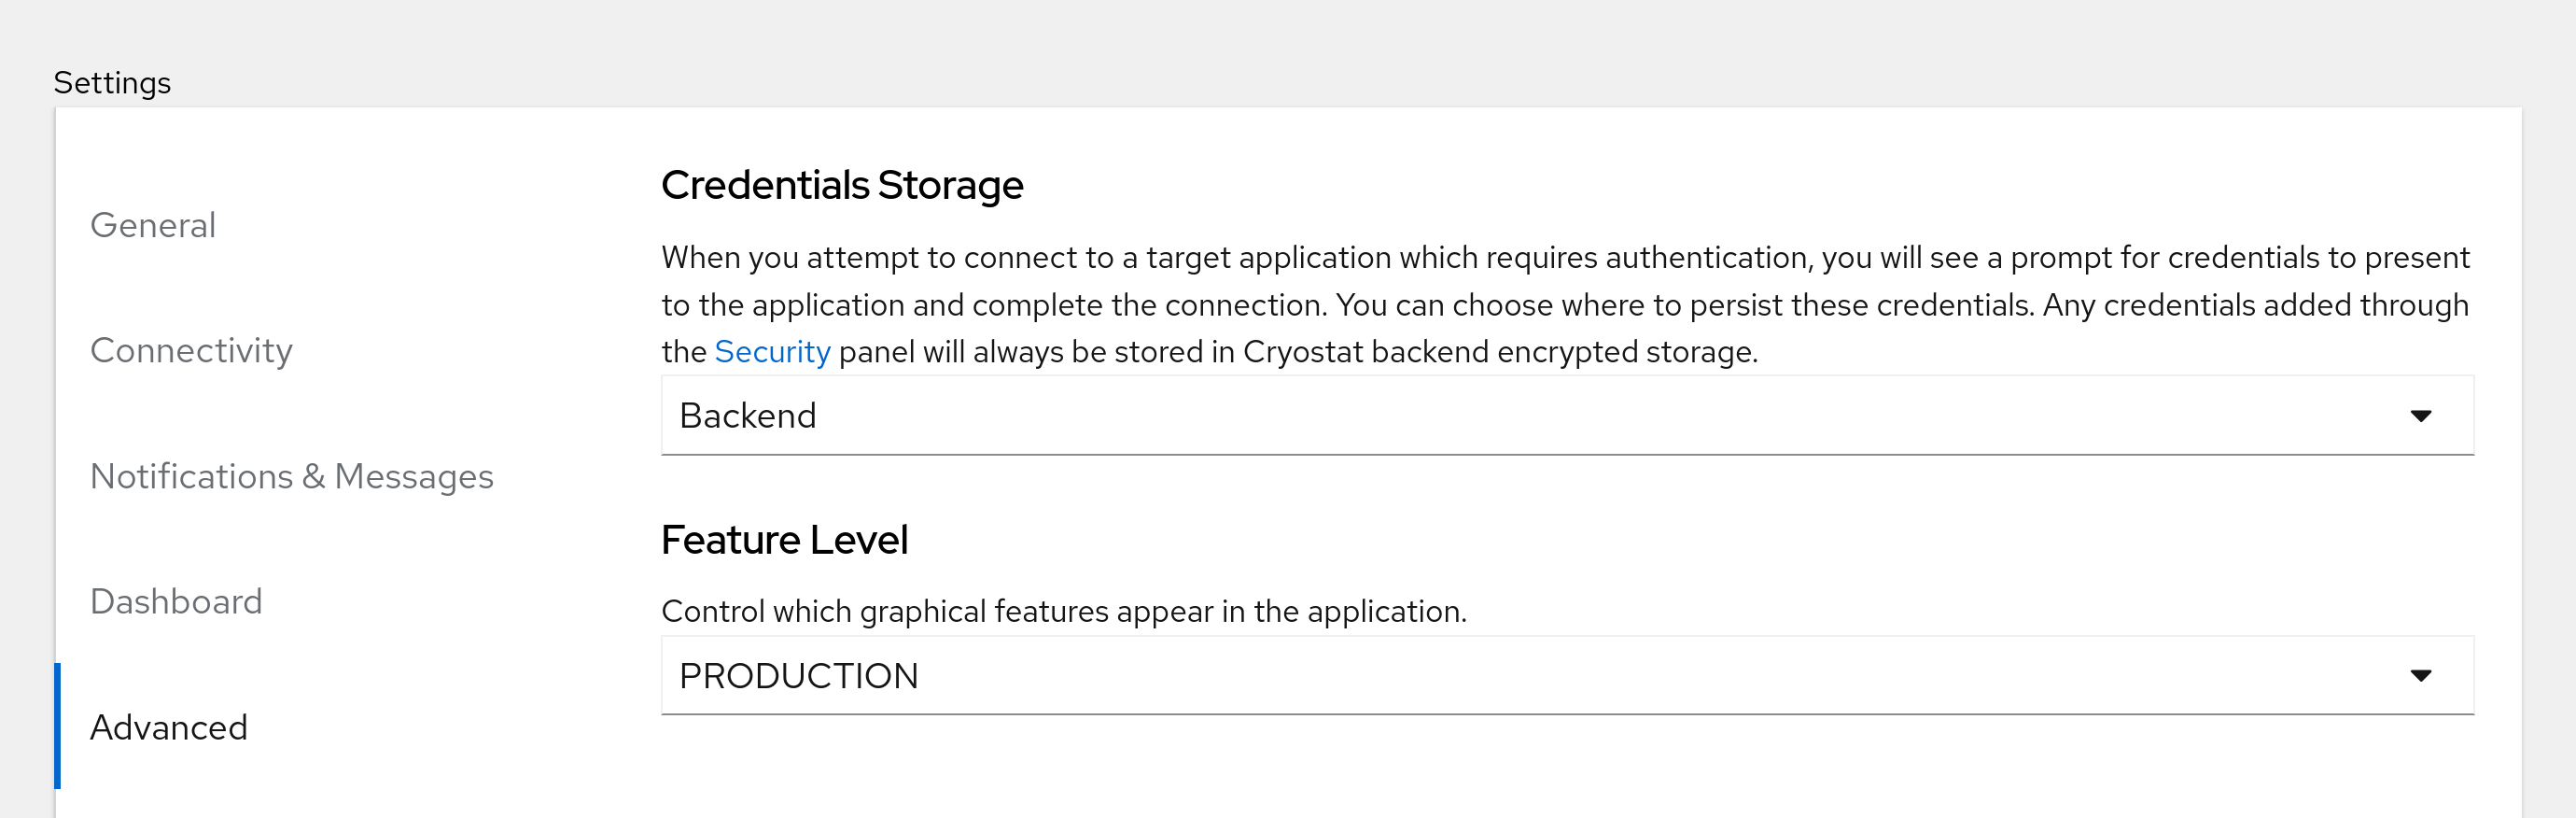 Settings
General
Connectivity
Notifications & Messages
Dashboard
Advanced
Credentials Storage
When you attempt to connect to a target application which requires authentication, you will see a prompt for credentials to present
to the application and complete the connection. You can choose where to persist these credentials. Any credentials added through
the Security panel will always be stored in Cryostat backend encrypted storage.
Backend
Feature Level
Control which graphical features appear in the application.
PRODUCTION